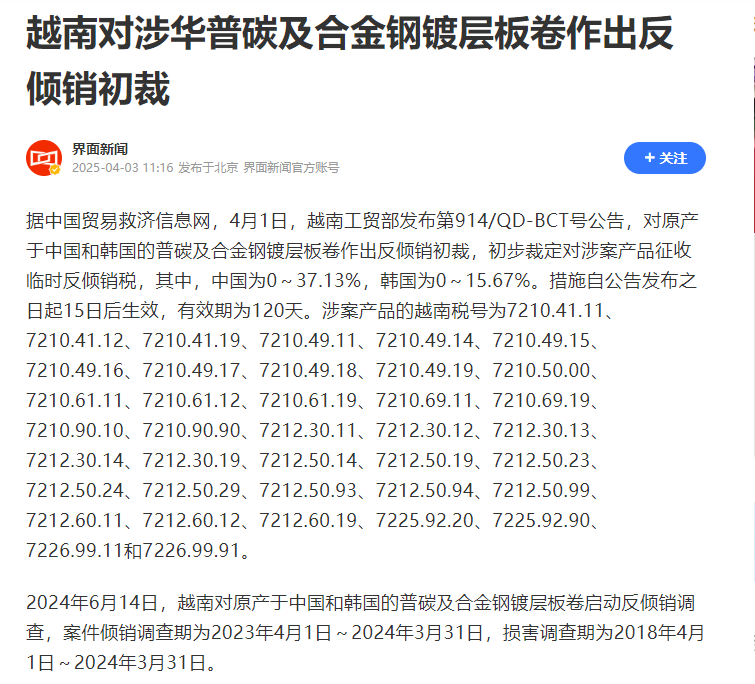 越南对涉华普碳及合金钢镀层板卷作出反
倾销初裁
界面新闻
2025-04-03 11:16 发布于北京 界面新闻官方账号
+ 关注
据中国贸易救济信息网，4月1日，越南工贸部发布第914/QD-BCT号公告，对原产
于中国和韩国的普碳及合金钢镀层板卷作出反倾销初裁，初步裁定对涉案产品征收
临时反倾销税，其中，中国为0～37.13%，韩国为0～15.67%。措施自公告发布之
日起15日后生效，有效期为120天。涉案产品的越南税号为7210.41.11、
7210.41.12、7210.41.19、7210.49.11、7210.49.14、7210.49.15、
7210.49.16、7210.49.17、7210.49.18、7210.49.19、7210.50.00、
7210.61.11、7210.61.12、7210.61.19、7210.69.11、7210.69.19、
7210.90.10、7210.90.90、7212.30.11、7212.30.12、7212.30.13、
7212.30.14、7212.30.19、7212.50.14、7212.50.19、7212.50.23、
7212.50.24、7212.50.29、7212.50.93、7212.50.94、7212.50.99、
7212.60.11、7212.60.12、7212.60.19、7225.92.20、7225.92.90、
7226.99.11和7226.99.91。
2024年6月14日，越南对原产于中国和韩国的普碳及合金钢镀层板卷启动反倾销调
查，案件倾销调查期为2023年4月1日～2024年3月31日，损害调查期为2018年4月
1日～2024年3月31日。